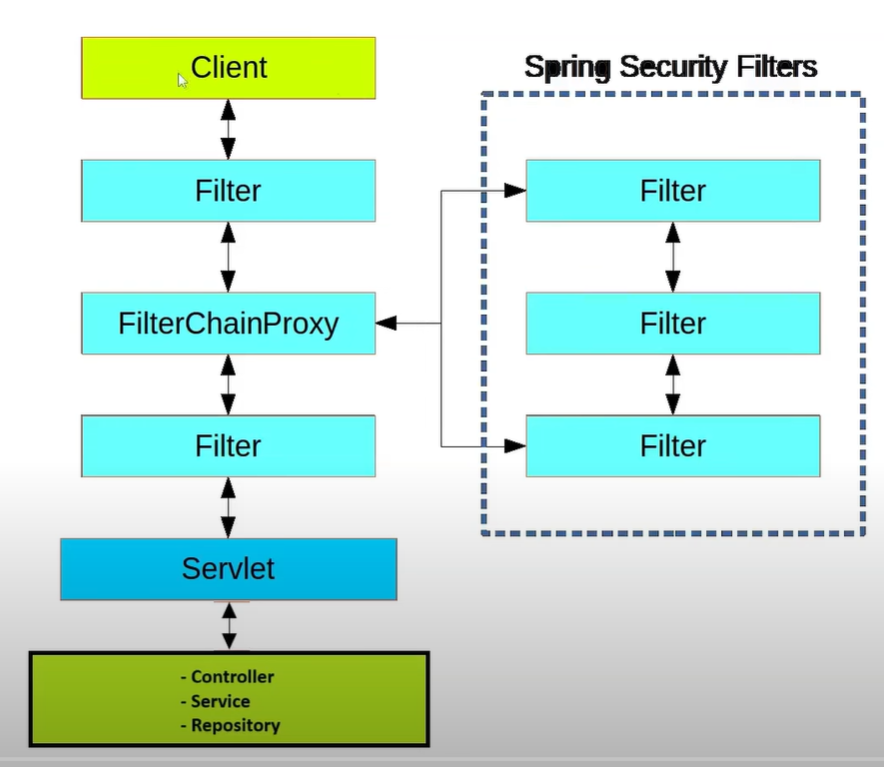 Client
Spring Security Filters
Filter
Filter
FilterChainProxy
Filter
Filter
Filter
Servlet
- Controller
- Service
- Repository